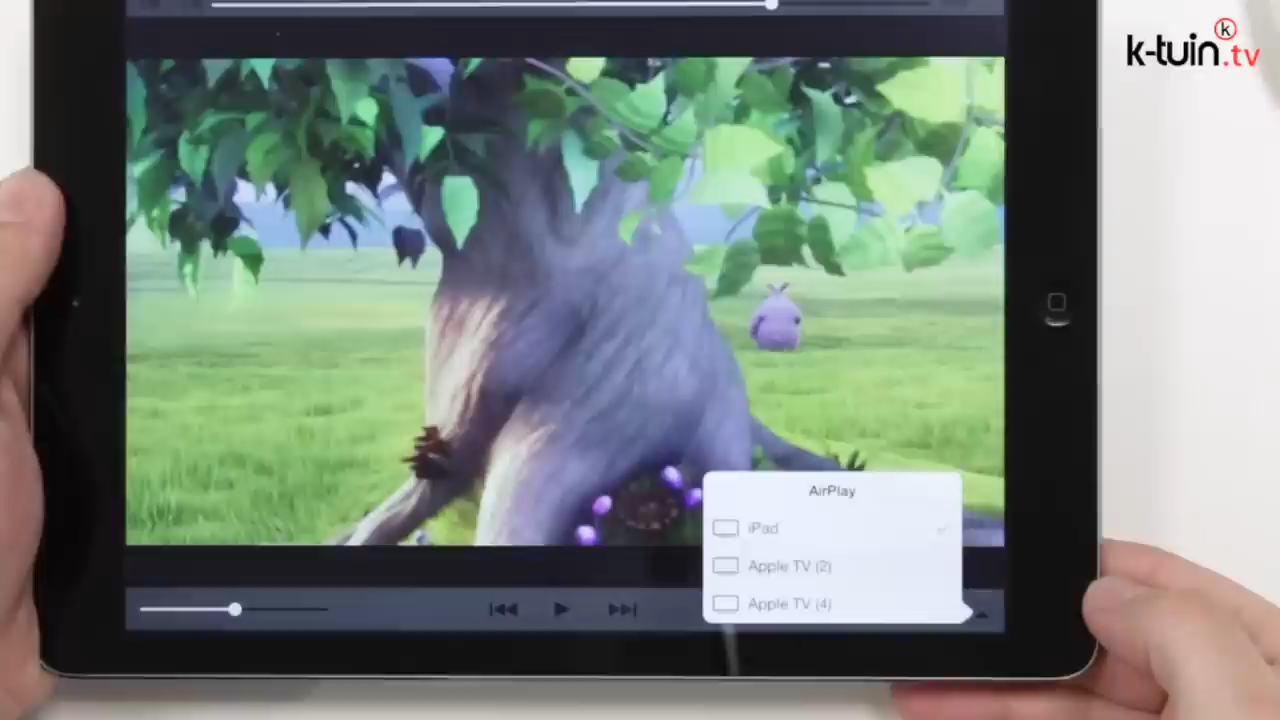 k-tuin.tv
k
AirPlay
iPad
Apple TV (2)
Apple TV (4)